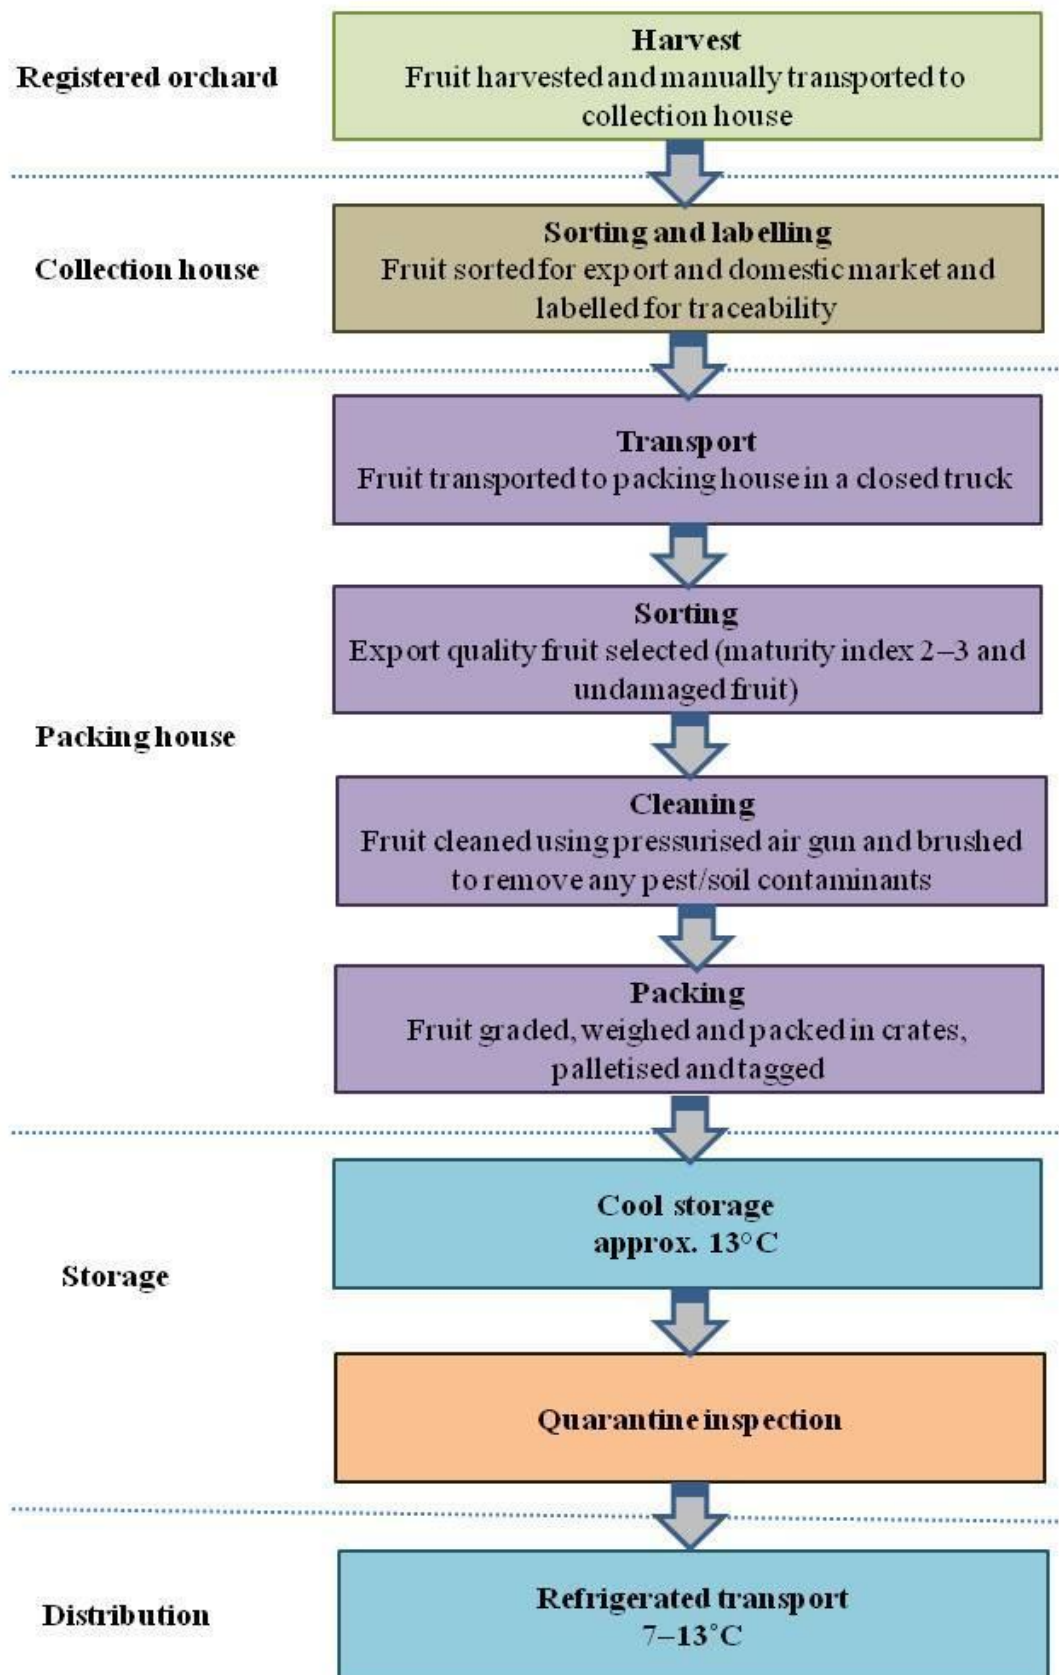 Harvest
Registered orchard
Fruit harvested and manually transported to
collection house
Sorting and labelling
Collection house
Fruit sorted for export and domestic market and
labelled for traceability
Transport
Fruit transported to packing house in a closed truck
Sorting
Export quality fruit selected (maturity index 2–3 and
undamaged fruit)
Packing house
Cleaning
Fruit cleaned using pressurised air gun and brushed
to remove any pest/soil contaminants
Packing
Fruit graded, weighed and packed in crates,
palletised and tagged
Cool storage
approx. 13°C
Storage
Quarantine inspection
Refrigerated transport
Distribution
7–13˚C